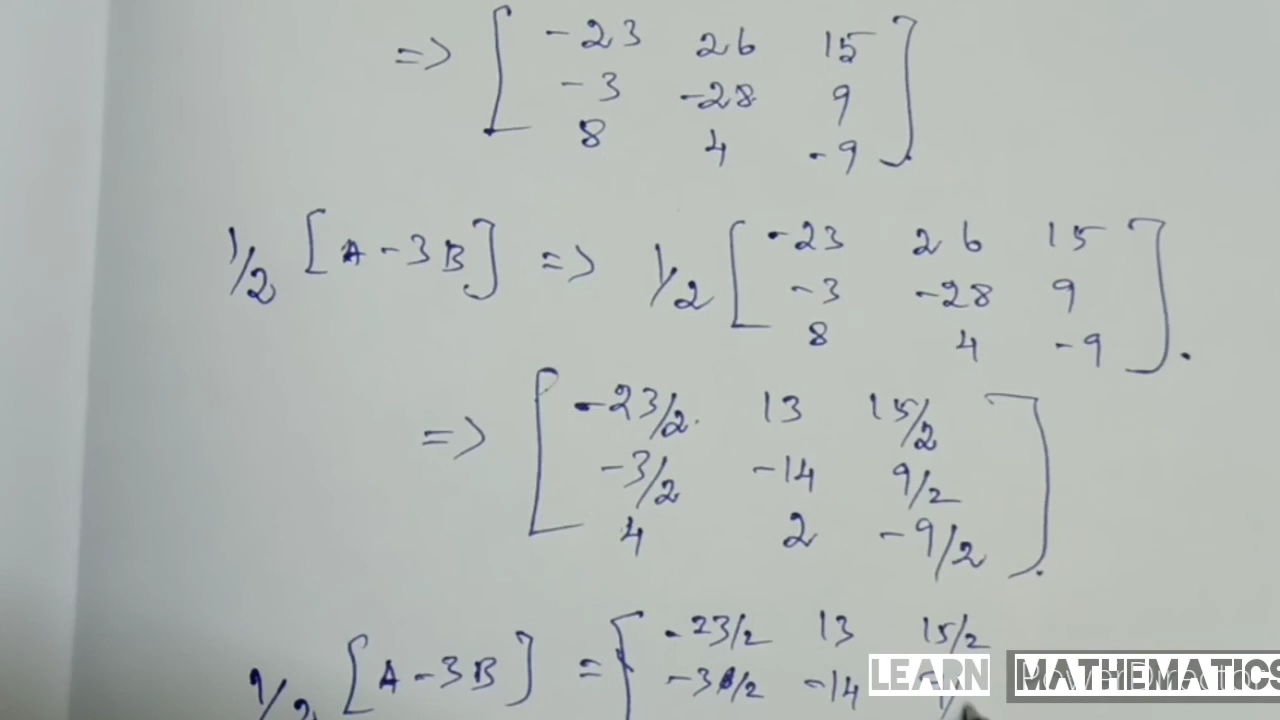 => [ -23 26 15
-3 -28 9
8 4 -9 ]
1/2 [A - 3B] => 1/2 [ -23 26 15
-3 -28 9
8 4 -9 ].
=> [ -23/2 13 15/2
-3/2 -14 9/2
4 2 -9/2 ].
1/2 [A - 3B] = [ -23/2 13 15/2
-3/2 -14
LEARN MATHEMATICS